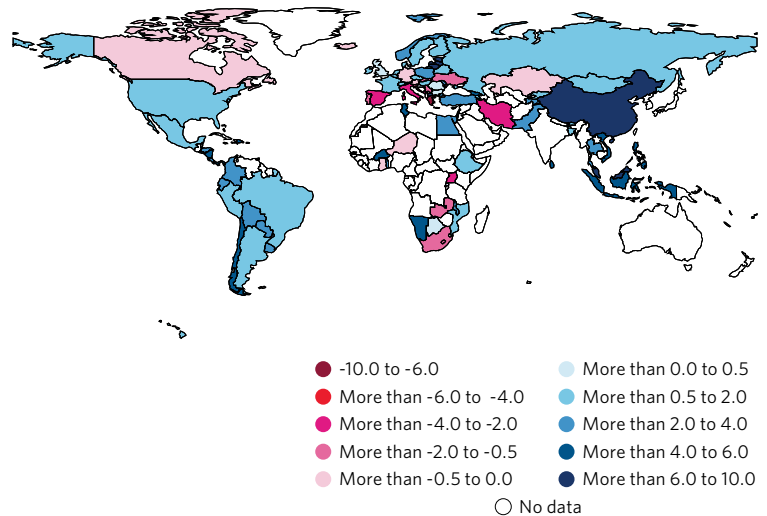 -10.0 to -6.0
More than -6.0 to -4.0
More than -4.0 to -2.0
More than -2.0 to -0.5
More than -0.5 to 0.0
More than 0.0 to 0.5
More than 0.5 to 2.0
More than 2.0 to 4.0
More than 4.0 to 6.0
More than 6.0 to 10.0
No data